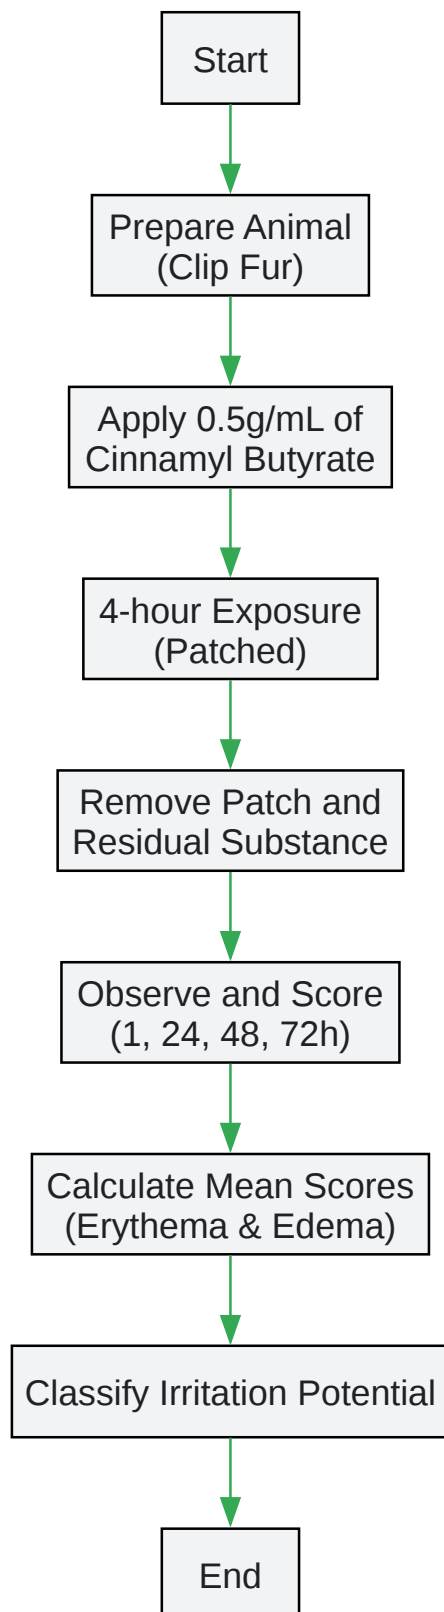 Start
Prepare Animal
(Clip Fur)
Apply 0.5g/mL of
Cinnamyl Butyrate
4-hour Exposure
(Patched)
Remove Patch and
Residual Substance
Observe and Score
(1, 24, 48, 72h)
Calculate Mean Scores
(Erythema & Edema)
Classify Irritation Potential
End